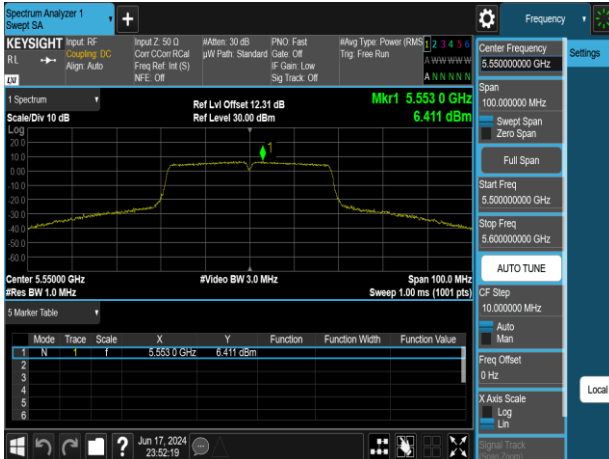 Spectrum Analyzer 1
Swept SA
+
Frequency
KEYSIGHT
RL
LXI
Input: RF
Coupling: DC
Align: Auto
Input Z: 50 Ω
Corr CCorr RCal
Freq Ref: Int (S)
NFE: Off
#Atten: 30 dB
µW Path: Standard
PNO: Fast
Gate: Off
IF Gain: Low
Sig Track: Off
#Avg Type: Power (RMS)
Trig: Free Run
1 2 3 4 5 6
A W W W W W
A N N N N N
1 Spectrum
Scale/Div 10 dB
Ref Lvl Offset 12.31 dB
Ref Level 30.00 dBm
Mkr1 5.553 0 GHz
6.411 dBm
Log
20.0
10.0
0.00
-10.0
-20.0
-30.0
-40.0
-50.0
-60.0
1
Center 5.55000 GHz
#Res BW 1.0 MHz
#Video BW 3.0 MHz
Span 100.0 MHz
Sweep 1.00 ms (1001 pts)
5 Marker Table
Mode Trace Scale X Y Function Function Width Function Value
1 N 1 f 5.553 0 GHz 6.411 dBm
2
3
4
5
6
Center Frequency
5.550000000 GHz
Span
100.000000 MHz
Swept Span
Zero Span
Full Span
Start Freq
5.500000000 GHz
Stop Freq
5.600000000 GHz
AUTO TUNE
CF Step
10.000000 MHz
Auto
Man
Freq Offset
0 Hz
X Axis Scale
Log
Lin
Signal Track
(Span Zoom)
Settings
Local
?
Jun 17, 2024
23:52:19